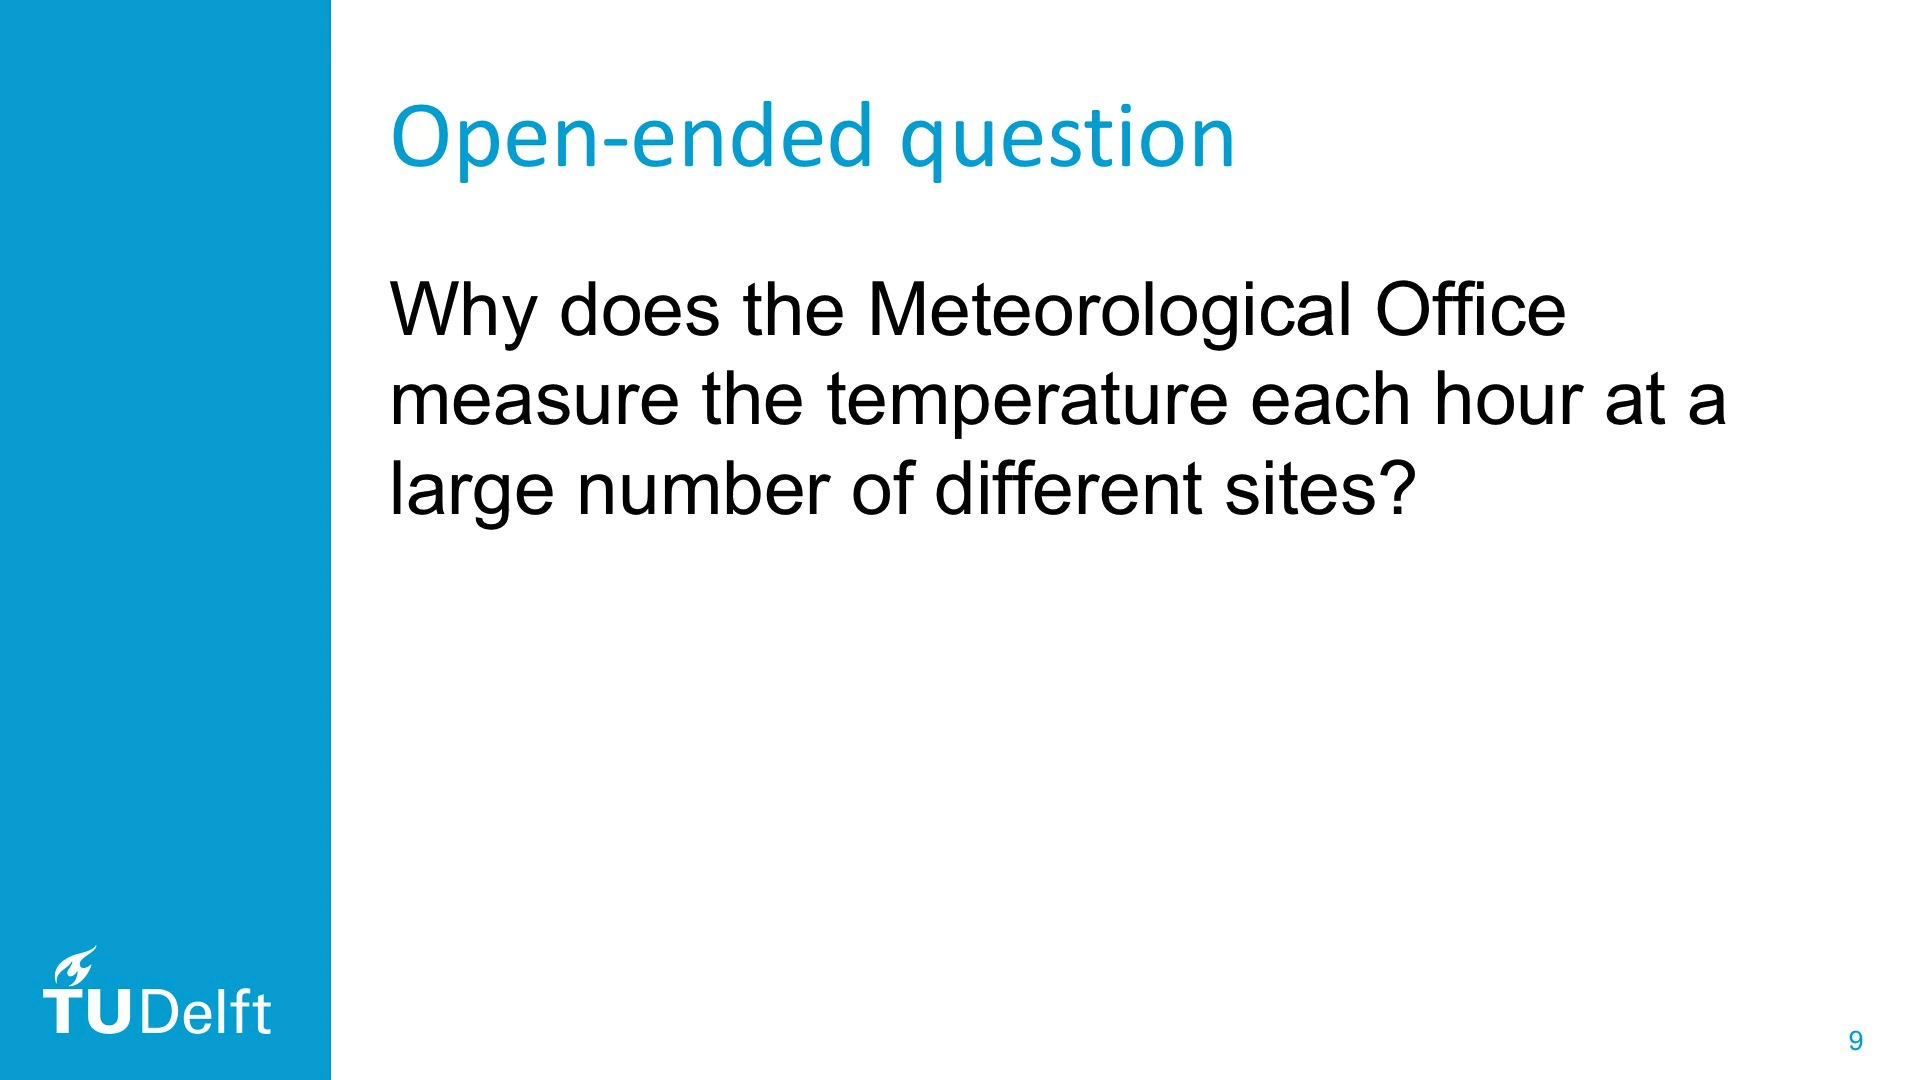 Open-ended question
Why does the Meteorological Office
measure the temperature each hour at a
large number of different sites?
TUDelft
9